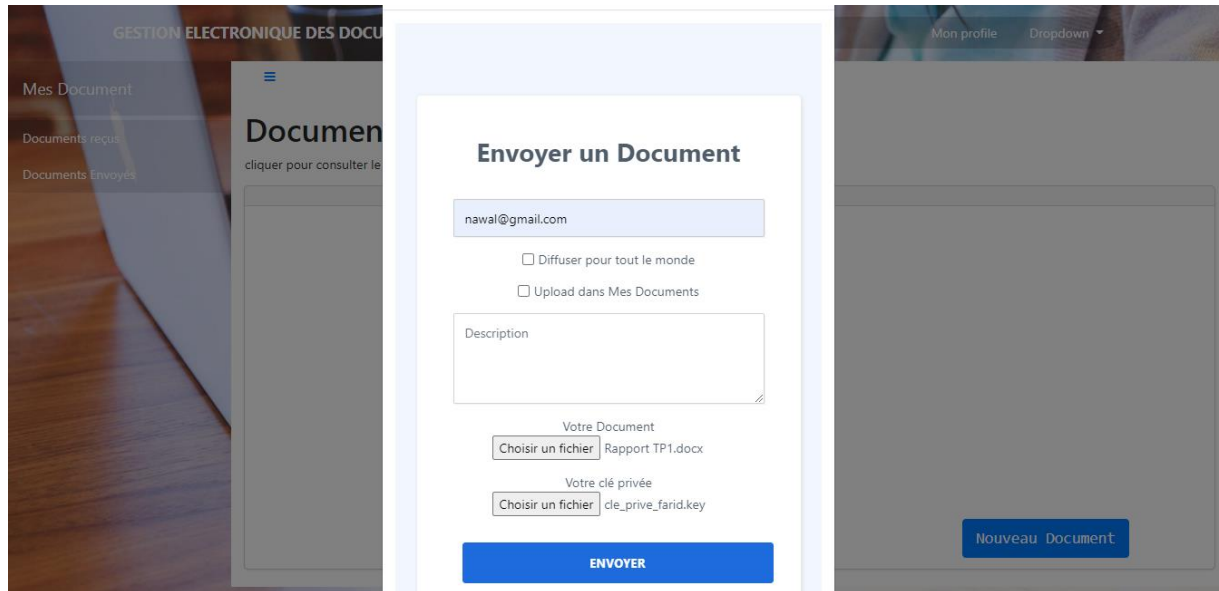 GESTION ELECTRONIQUE DES DOCU
Mon profile Dropdown
Mes Document
Documents reçus
Documents Envoyés
Documen
cliquer pour consulter le
Envoyer un Document
nawal@gmail.com
Diffuser pour tout le monde
Upload dans Mes Documents
Description
Votre Document
Choisir un fichier Rapport TP1.docx
Votre clé privée
Choisir un fichier cle_prive_farid.key
ENVOYER
Nouveau Document